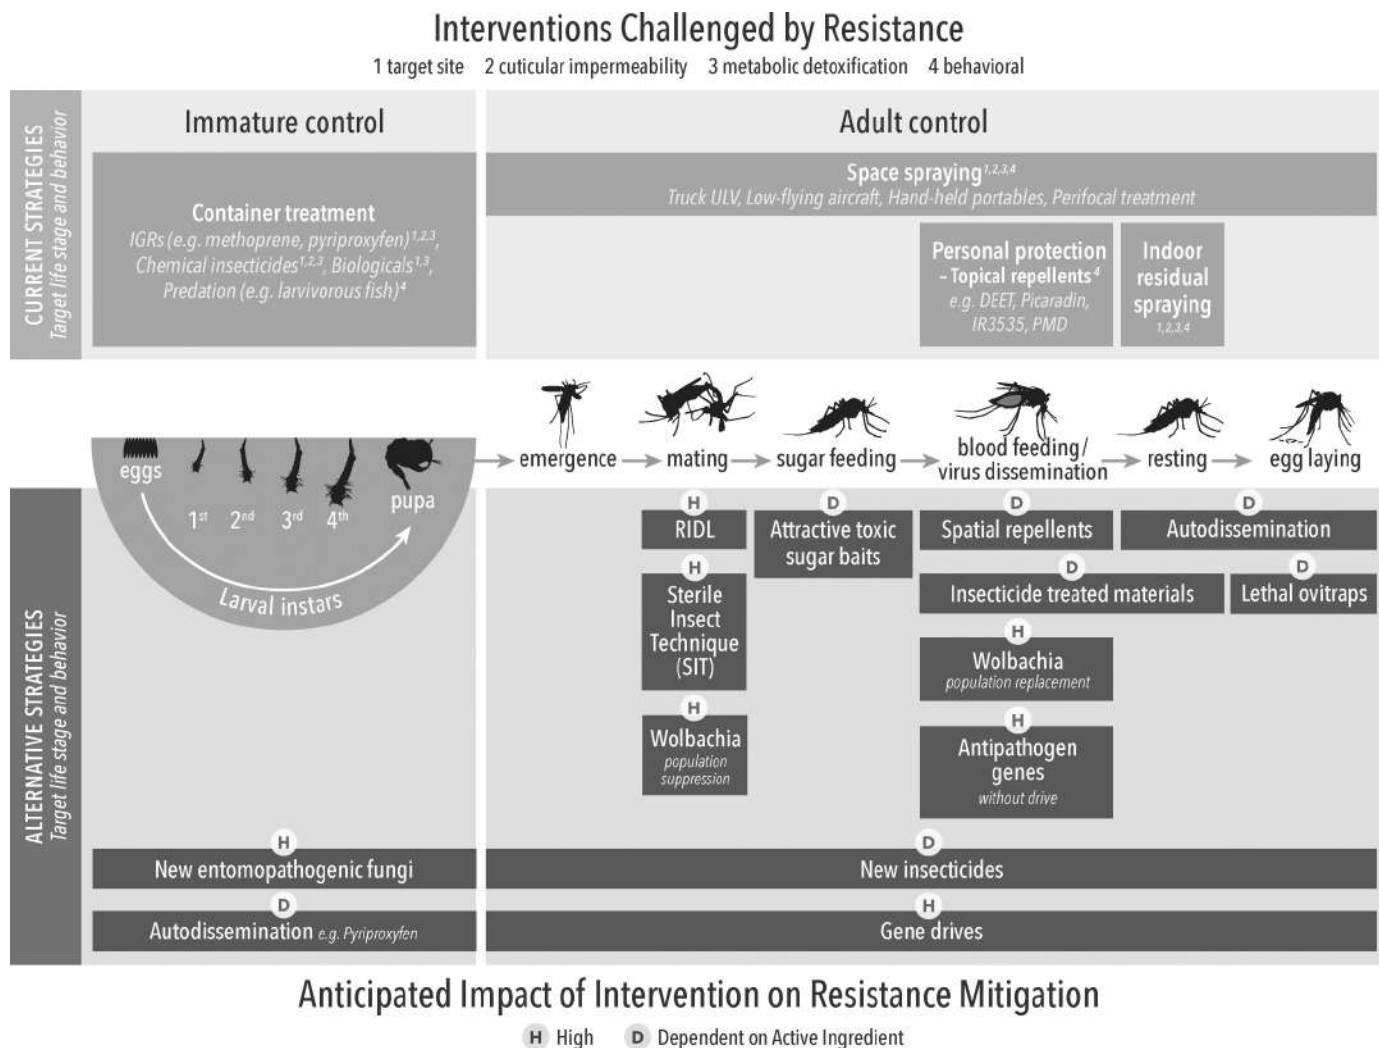 Interventions Challenged by Resistance
1 target site 2 cuticular impermeability 3 metabolic detoxification 4 behavioral
CURRENT STRATEGIES
Target life stage and behavior
Immature control
Adult control
Container treatment
IGRs (e.g. methoprene, pyriproxyfen)1,2,3,
Chemical insecticides1,2,3, Biologicals1,3,
Predation (e.g. larvivorous fish)4
Space spraying1,2,3,4
Truck ULV, Low-flying aircraft, Hand-held portables, Perifocal treatment
Personal protection
– Topical repellents4
e.g. DEET, Picaradin,
IR3535, PMD
Indoor
residual
spraying
1,2,3,4
eggs
1st
2nd
3rd
4th
pupa
Larval instars
emergence
mating
sugar feeding
blood feeding/
virus dissemination
resting
egg laying
ALTERNATIVE STRATEGIES
Target life stage and behavior
H
RIDL
H
Sterile
Insect
Technique
(SIT)
H
Wolbachia
population
suppression
D
Attractive toxic
sugar baits
D
Spatial repellents
D
Autodissemination
D
Insecticide treated materials
D
Lethal ovitraps
H
Wolbachia
population replacement
H
Antipathogen
genes
without drive
H
New entomopathogenic fungi
D
New insecticides
D
Autodissemination e.g. Pyriproxyfen
H
Gene drives
Anticipated Impact of Intervention on Resistance Mitigation
H High D Dependent on Active Ingredient